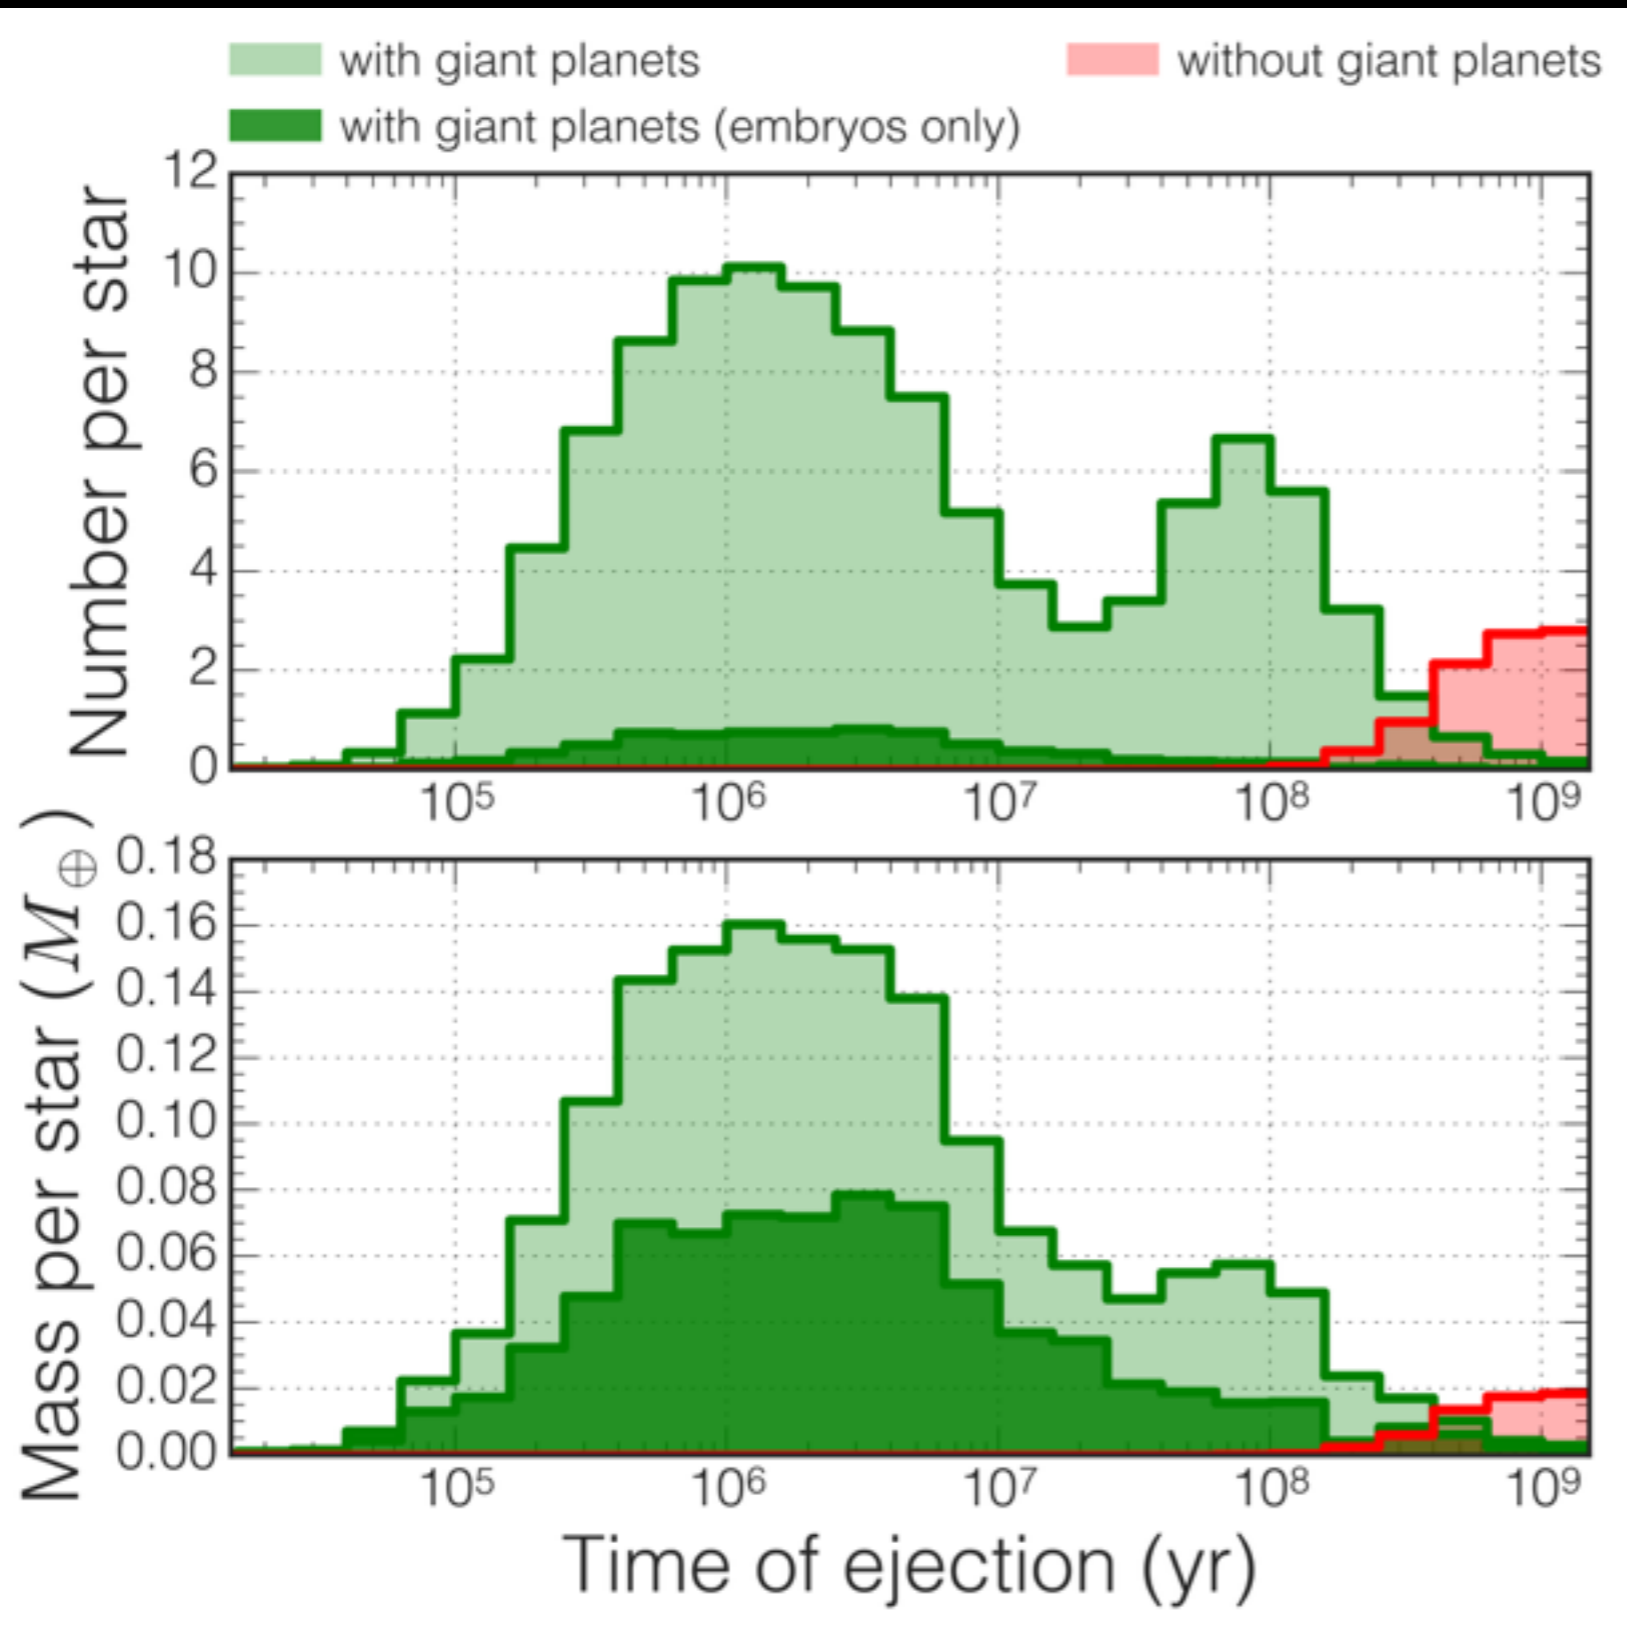 with giant planets
without giant planets
with giant planets (embryos only)
Number per star
12
10
8
6
4
2
0
10⁵ 10⁶ 10⁷ 10⁸ 10⁹
Mass per star (M⊕)
0.18
0.16
0.14
0.12
0.10
0.08
0.06
0.04
0.02
0.00
10⁵ 10⁶ 10⁷ 10⁸ 10⁹
Time of ejection (yr)